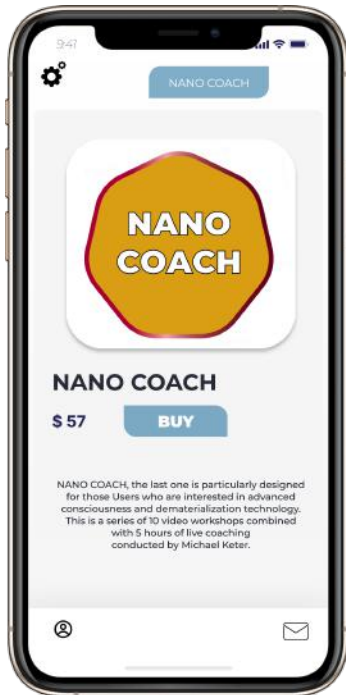 9:47
NANO COACH
NANO
COACH
NANO COACH
$ 57
BUY
NANO COACH, the last one is particularly designed
for those Users who are interested in advanced
consciousness and dematerialization technology.
This is a series of 10 video workshops combined
with 5 hours of live coaching
conducted by Michael Keter.